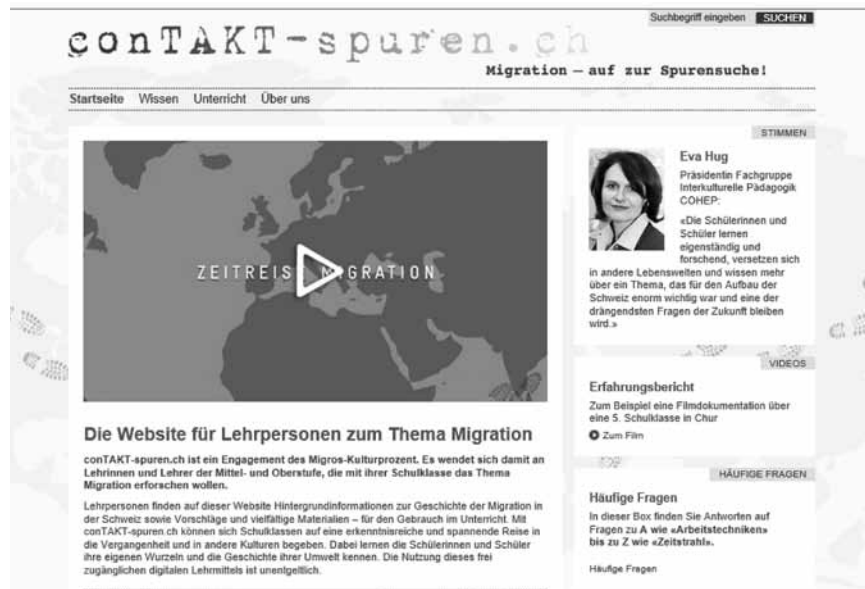 Suchbegriff eingeben SUCHEN
conTAKT-spuren.ch
Migration – auf zur Spurensuche!
Startseite Wissen Unterricht Über uns
ZEITREISE MIGRATION
Die Website für Lehrpersonen zum Thema Migration
conTAKT-spuren.ch ist ein Engagement des Migros-Kulturprozent. Es wendet sich damit an
Lehrinnen und Lehrer der Mittel- und Oberstufe, die mit ihrer Schulklasse das Thema
Migration erforschen wollen.
Lehrpersonen finden auf dieser Website Hintergrundinformationen zur Geschichte der Migration in
der Schweiz sowie Vorschläge und vielfältige Materialien – für den Gebrauch im Unterricht. Mit
conTAKT-spuren.ch können sich Schulklassen auf eine erkenntnisreiche und spannende Reise in
die Vergangenheit und in andere Kulturen begeben. Dabei lernen die Schülerinnen und Schüler
ihre eigenen Wurzeln und die Geschichte ihrer Umwelt kennen. Die Nutzung dieses frei
zugänglichen digitalen Lehrmittels ist unentgeltlich.
STIMMEN
Eva Hug
Präsidentin Fachgruppe
Interkulturelle Pädagogik
COHEP:
«Die Schülerinnen und
Schüler lernen
eigenständig und
forschend, versetzen sich
in andere Lebenswelten und wissen mehr
über ein Thema, das für den Aufbau der
Schweiz enorm wichtig war und eine der
drängendsten Fragen der Zukunft bleiben
wird.»
VIDEOS
Erfahrungsbericht
Zum Beispiel eine Filmdokumentation über
eine 5. Schulklasse in Chur
Zum Film
HÄUFIGE FRAGEN
Häufige Fragen
In dieser Box finden Sie Antworten auf
Fragen zu A wie «Arbeitstechniken»
bis zu Z wie «Zeitstrahl».
Häufige Fragen